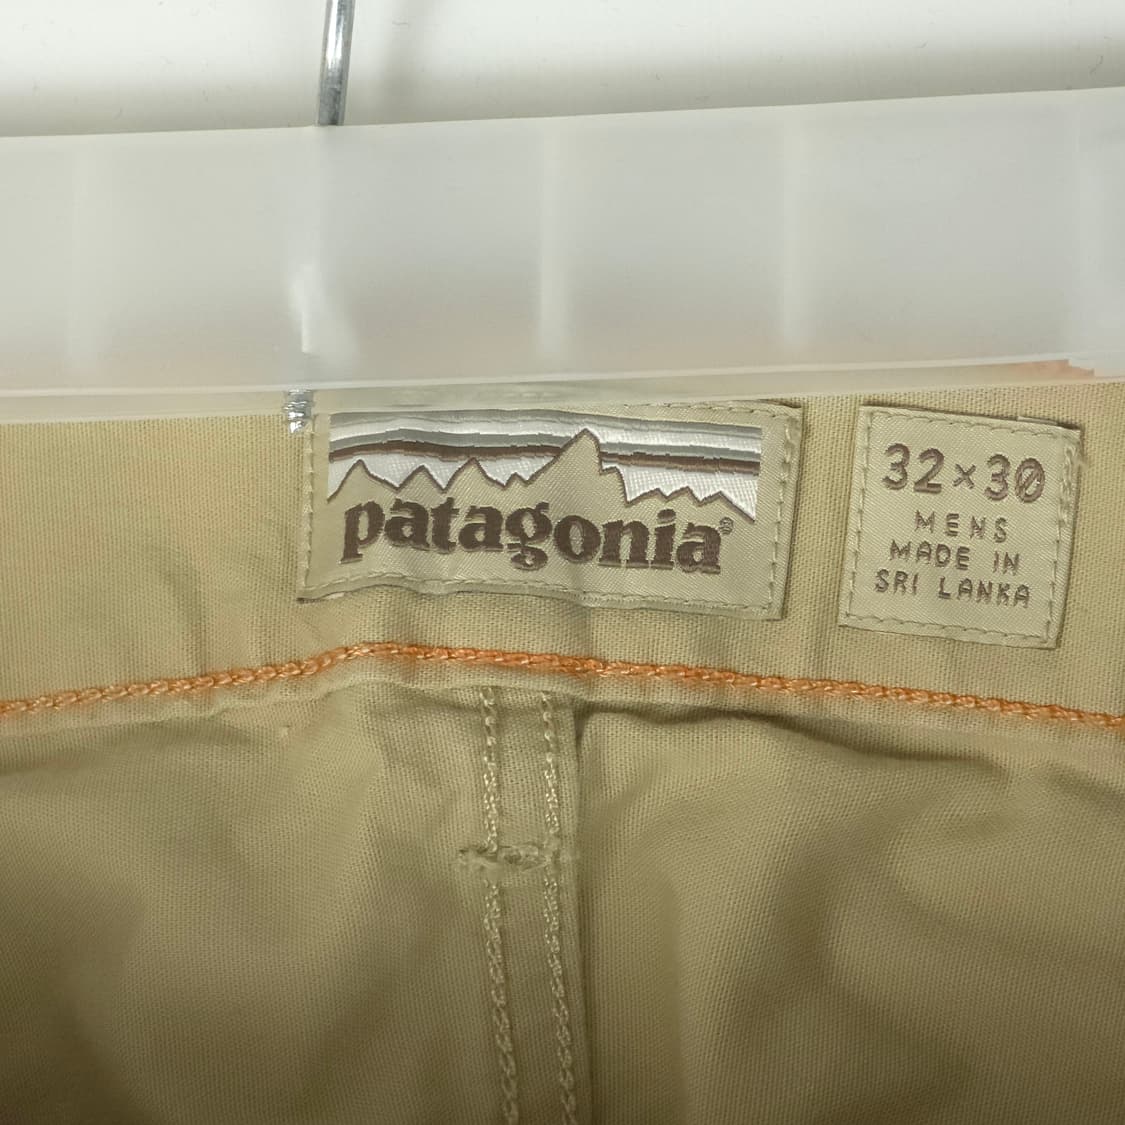 patagonia®
32×30
MENS
MADE IN
SRI LANKA